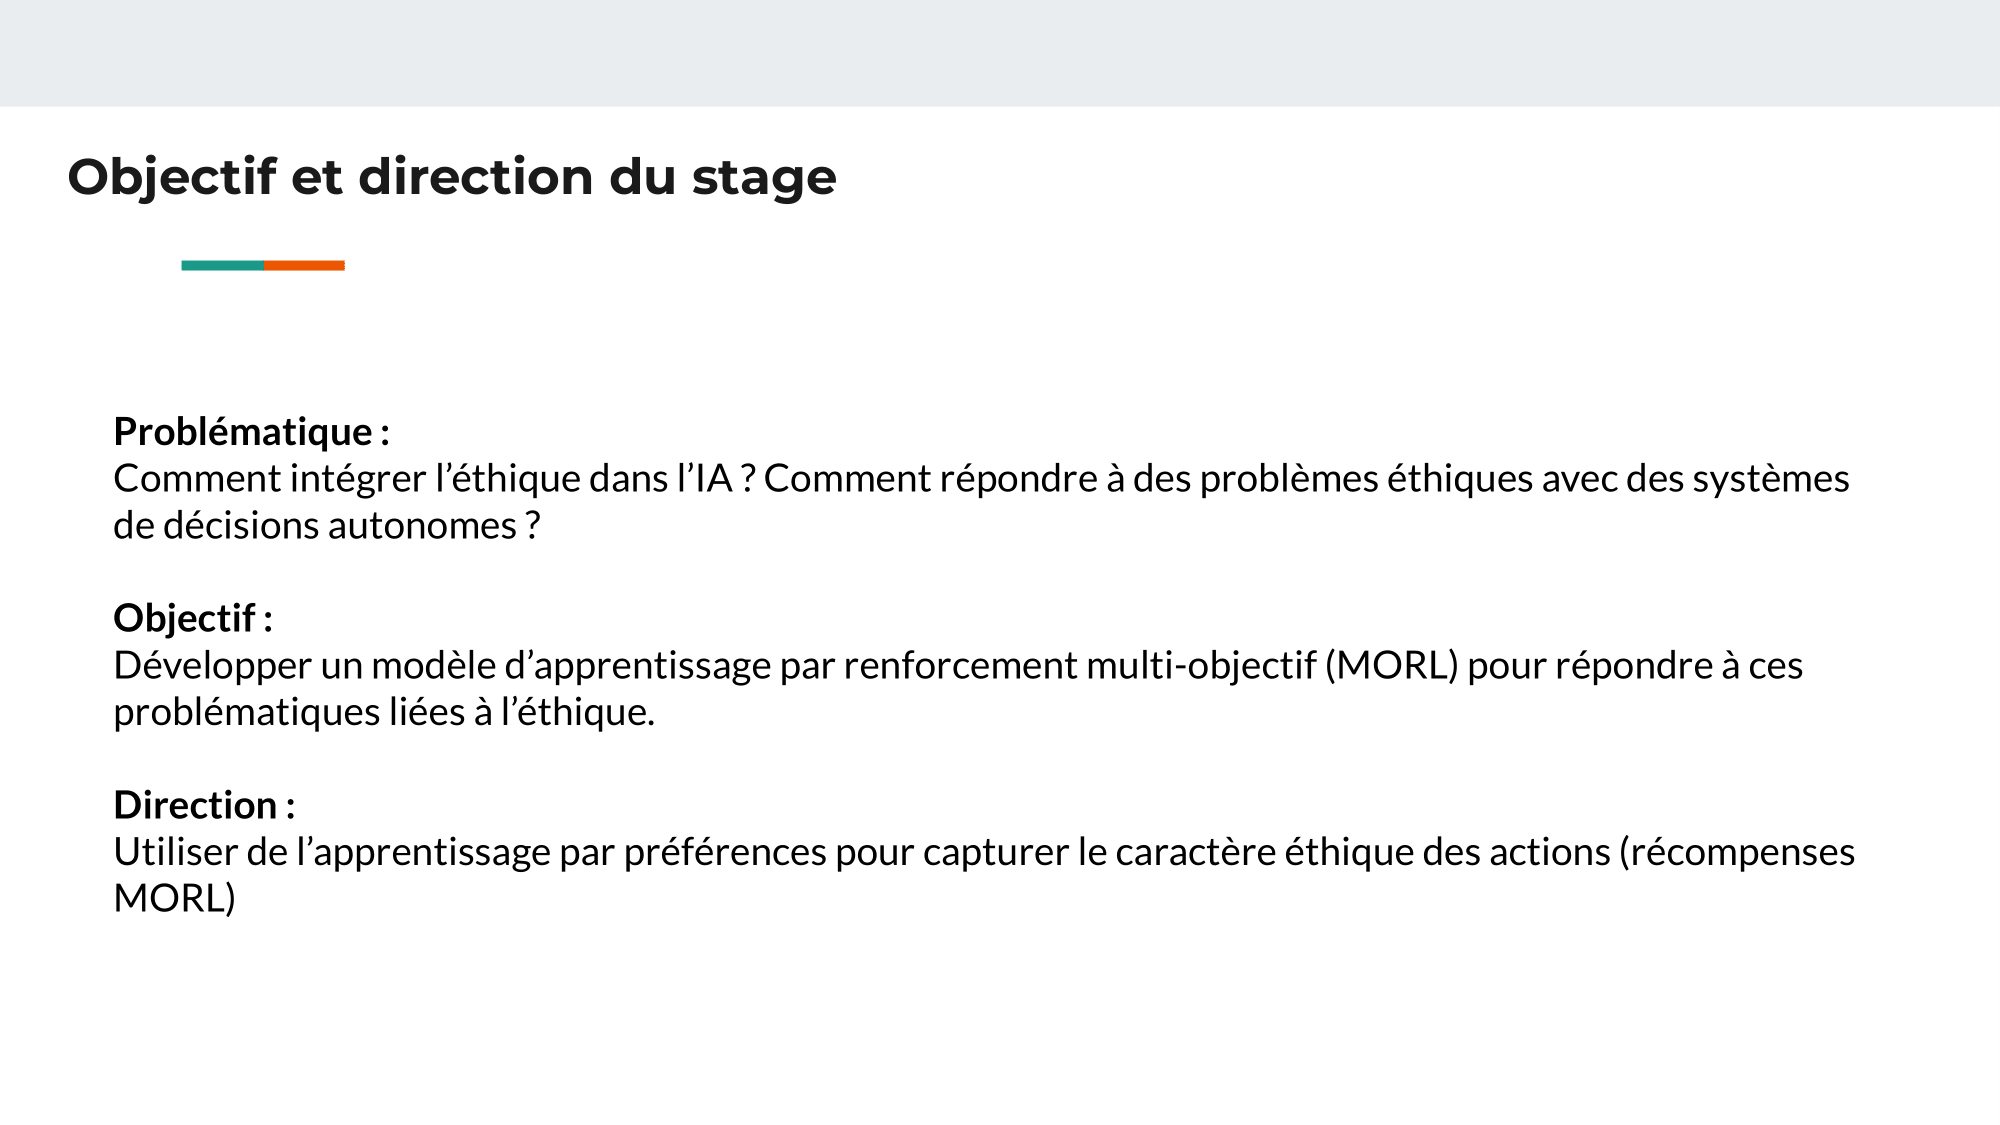 Objectif et direction du stage
Problématique :
Comment intégrer l’éthique dans l’IA ? Comment répondre à des problèmes éthiques avec des systèmes
de décisions autonomes ?
Objectif :
Développer un modèle d’apprentissage par renforcement multi-objectif (MORL) pour répondre à ces
problématiques liées à l’éthique.
Direction :
Utiliser de l’apprentissage par préférences pour capturer le caractère éthique des actions (récompenses
MORL)